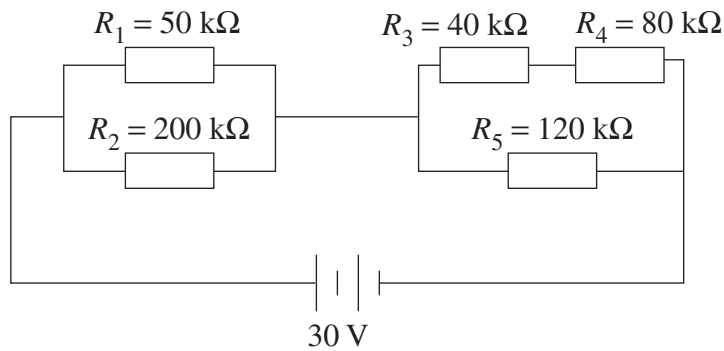 R₁ = 50 kΩ
R₃ = 40 kΩ R₄ = 80 kΩ
R₂ = 200 kΩ
R₅ = 120 kΩ
30 V